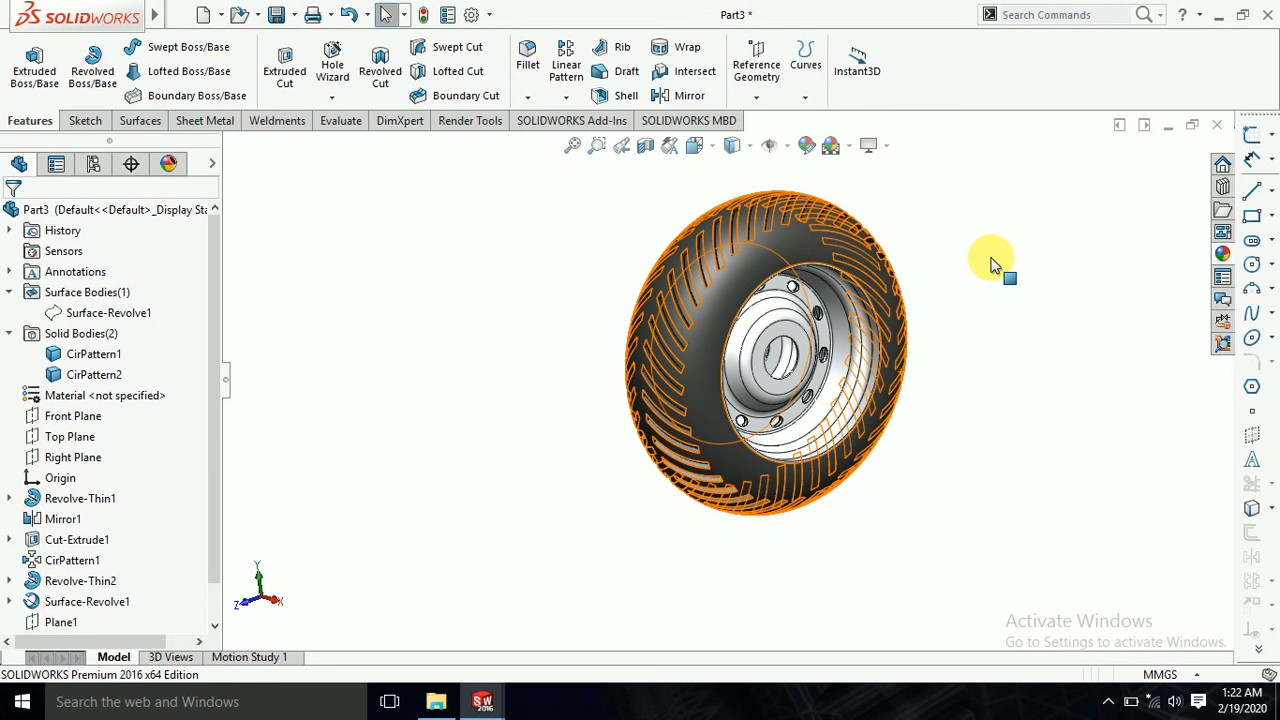 SOLIDWORKS
Part3 *
Search Commands
Extruded Boss/Base
Revolved Boss/Base
Swept Boss/Base
Lofted Boss/Base
Boundary Boss/Base
Extruded Cut
Hole Wizard
Revolved Cut
Swept Cut
Lofted Cut
Boundary Cut
Fillet
Linear Pattern
Rib
Draft
Shell
Wrap
Intersect
Mirror
Reference Geometry
Curves
Instant3D
Features
Sketch
Surfaces
Sheet Metal
Weldments
Evaluate
DimXpert
Render Tools
SOLIDWORKS Add-Ins
SOLIDWORKS MBD
Part3 (Default<<Default>_Display Sta
History
Sensors
Annotations
Surface Bodies(1)
Surface-Revolve1
Solid Bodies(2)
CirPattern1
CirPattern2
Material <not specified>
Front Plane
Top Plane
Right Plane
Origin
Revolve-Thin1
Mirror1
Cut-Extrude1
CirPattern1
Revolve-Thin2
Surface-Revolve1
Plane1
Y
Z
X
Activate Windows
Go to Settings to activate Windows.
Model
3D Views
Motion Study 1
SOLIDWORKS Premium 2016 x64 Edition
MMGS
Search the web and Windows
SW
2016
1:22 AM
2/19/2020